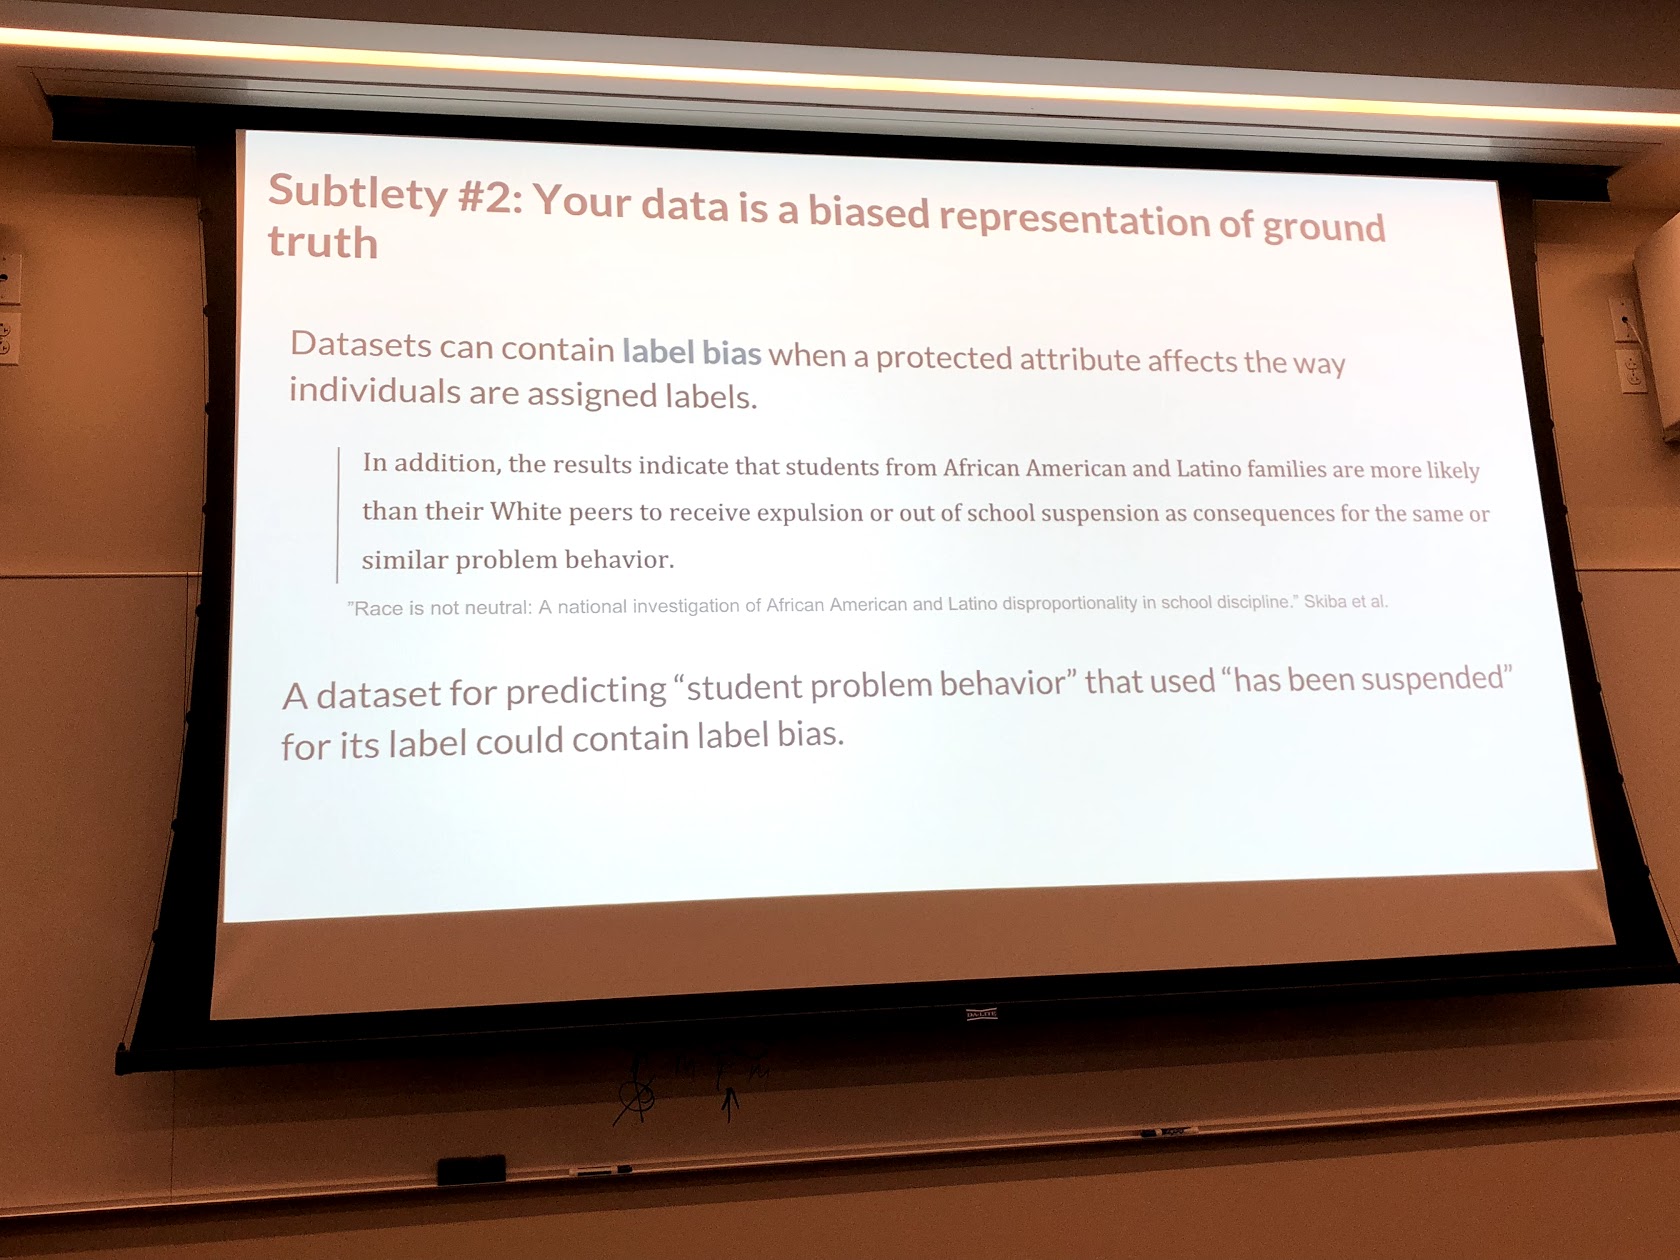 Subtlety #2: Your data is a biased representation of ground
truth
Datasets can contain label bias when a protected attribute affects the way
individuals are assigned labels.
In addition, the results indicate that students from African American and Latino families are more likely
than their White peers to receive expulsion or out of school suspension as consequences for the same or
similar problem behavior.
"Race is not neutral: A national investigation of African American and Latino disproportionality in school discipline." Skiba et al.
A dataset for predicting “student problem behavior” that used “has been suspended”
for its label could contain label bias.
DA-LITE